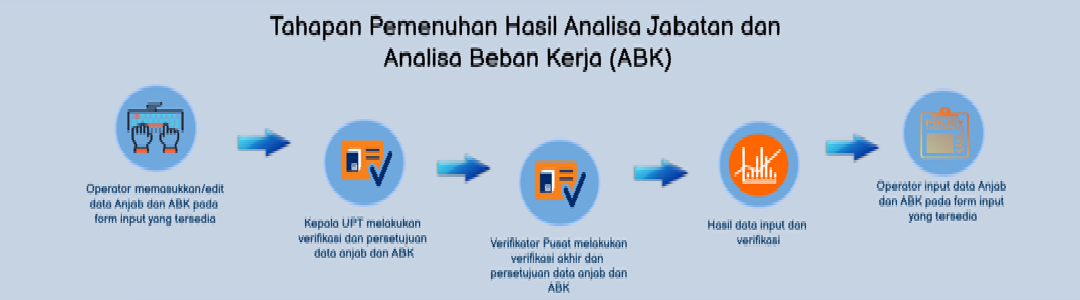 Tahapan Pemenuhan Hasil Analisa Jabatan dan
Analisa Beban Kerja (ABK)
Operator memasukkan/edit
data Anjab dan ABK pada
form input yang tersedia
Kepala UPT melakukan
verifikasi dan persetujuan
data anjab dan ABK
Verifikator Pusat melakukan
verifikasi akhir dan
persetujuan data anjab dan
ABK
Hasil data input dan
verifikasi
POLICY
Operator input data Anjab
dan ABK pada form input
yang tersedia